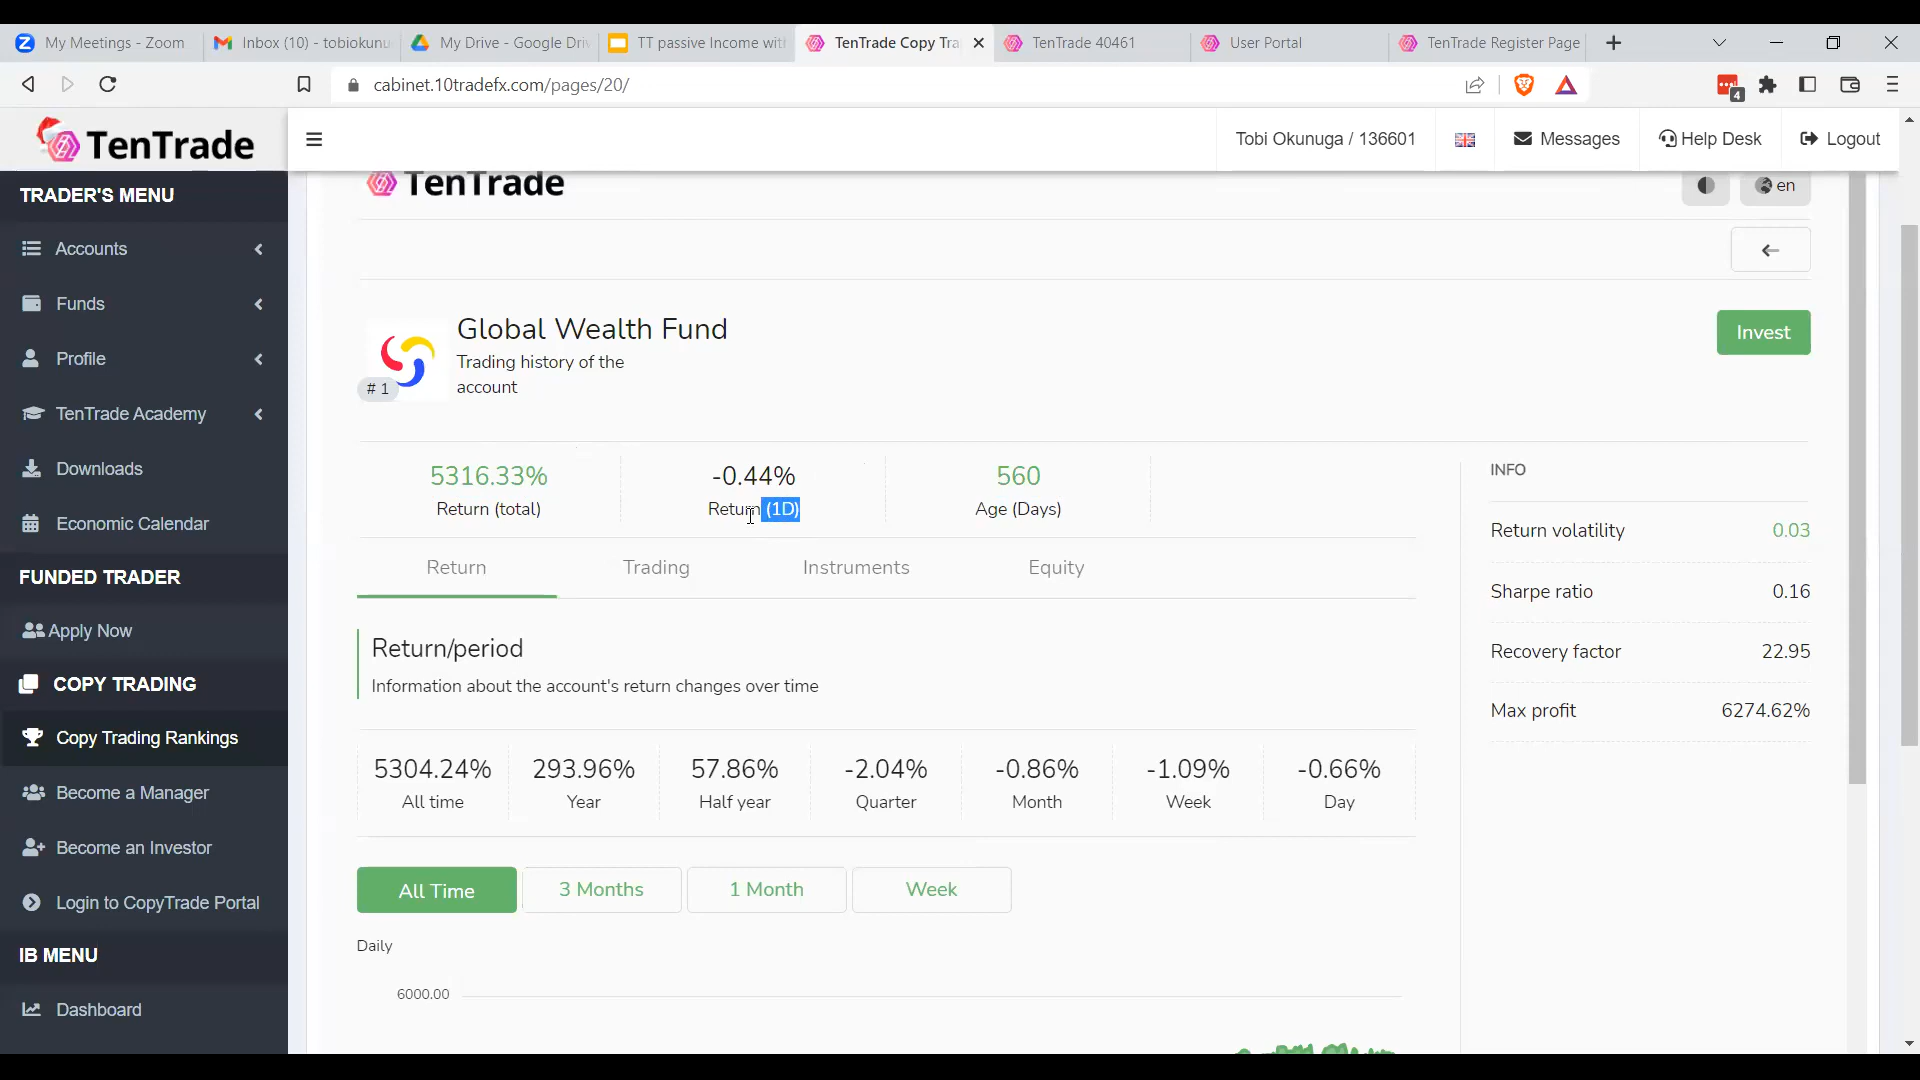 My Meetings - Zoom
Inbox (10) - tobiokunu
My Drive - Google Driv
TT passive Income with
TenTrade Copy Tra
TenTrade 40461
User Portal
TenTrade Register Page
cabinet.10tradefx.com/pages/20/
4
TenTrade
Tobi Okunuga / 136601
Messages
Help Desk
Logout
TRADER'S MENU
Accounts
Funds
Profile
TenTrade Academy
Downloads
Economic Calendar
FUNDED TRADER
Apply Now
COPY TRADING
Copy Trading Rankings
Become a Manager
Become an Investor
Login to CopyTrade Portal
IB MENU
Dashboard
TenTrade
en
Global Wealth Fund
Trading history of the
account
# 1
Invest
5316.33%
Return (total)
-0.44%
Return (1D)
560
Age (Days)
Return
Trading
Instruments
Equity
Return/period
Information about the account's return changes over time
5304.24%
All time
293.96%
Year
57.86%
Half year
-2.04%
Quarter
-0.86%
Month
-1.09%
Week
-0.66%
Day
All Time
3 Months
1 Month
Week
Daily
6000.00
INFO
Return volatility 0.03
Sharpe ratio 0.16
Recovery factor 22.95
Max profit 6274.62%